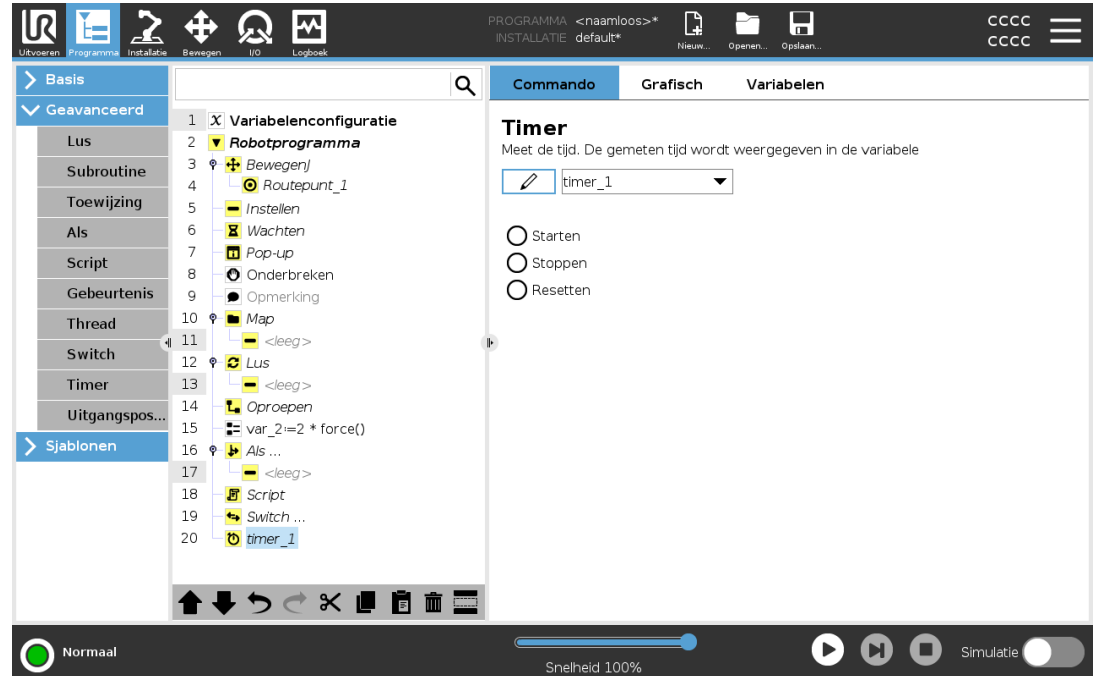 UR
PROGRAMMA <naamloos>*
INSTALLATIE default*
Uitvoeren Programma Installatie Bewegen I/O Logboek
Nieuw... Openen... Opslaan...
CCCC
CCCC
Basis
Geavanceerd
Lus
Subroutine
Toewijzing
Als
Script
Gebeurtenis
Thread
Switch
Timer
Uitgangspos...
Sjablonen
1 X Variabelenconfiguratie
2 Robotprogramma
3 BewegenJ
4 Routepunt_1
5 Instellen
6 Wachten
7 Pop-up
8 Onderbreken
9 Opmerking
10 Map
11 <leeg>
12 Lus
13 <leeg>
14 Oproepen
15 var_2:=2 * force()
16 Als ...
17 <leeg>
18 Script
19 Switch ...
20 timer_1
Commando Grafisch Variabelen
Timer
Meet de tijd. De gemeten tijd wordt weergegeven in de variabele
timer_1
Starten
Stoppen
Resetten
Normaal
Snelheid 100%
Simulatie